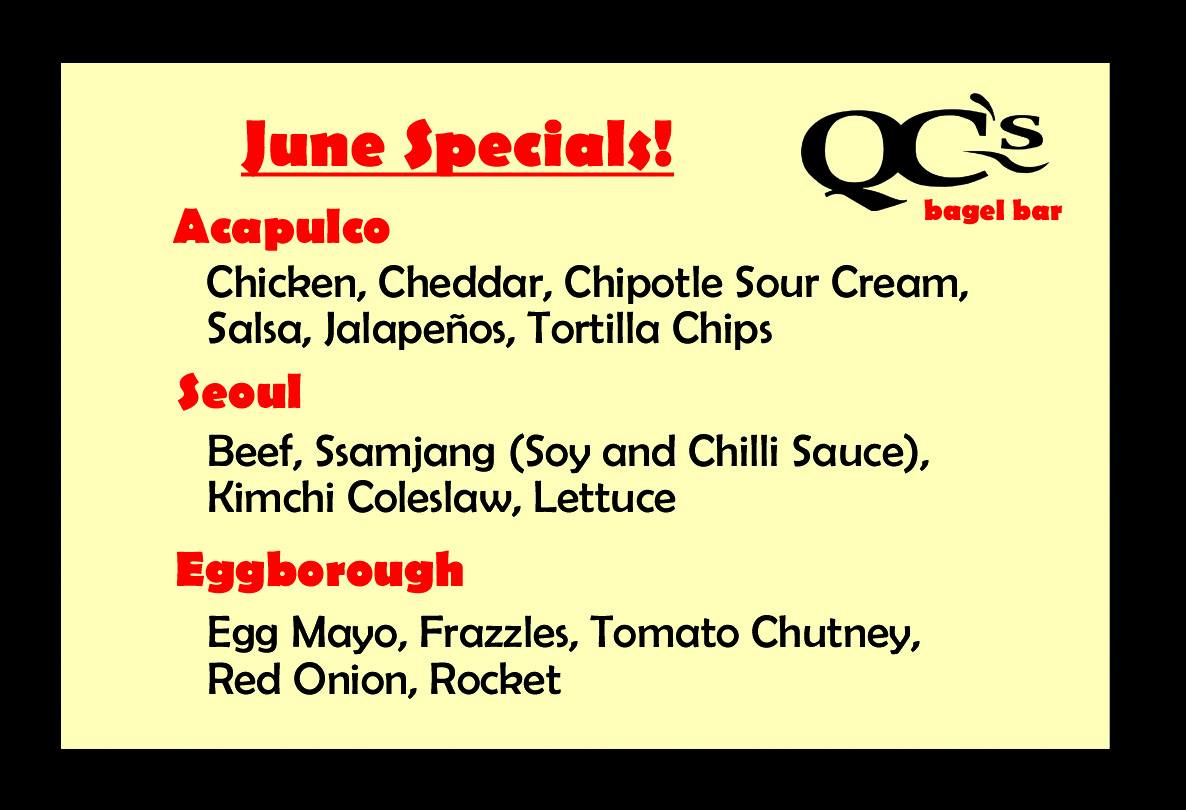 June Specials!
QC's
bagel bar
Acapulco
Chicken, Cheddar, Chipotle Sour Cream,
Salsa, Jalapeños, Tortilla Chips
Seoul
Beef, Ssamjang (Soy and Chilli Sauce),
Kimchi Coleslaw, Lettuce
Eggborough
Egg Mayo, Frazzles, Tomato Chutney,
Red Onion, Rocket